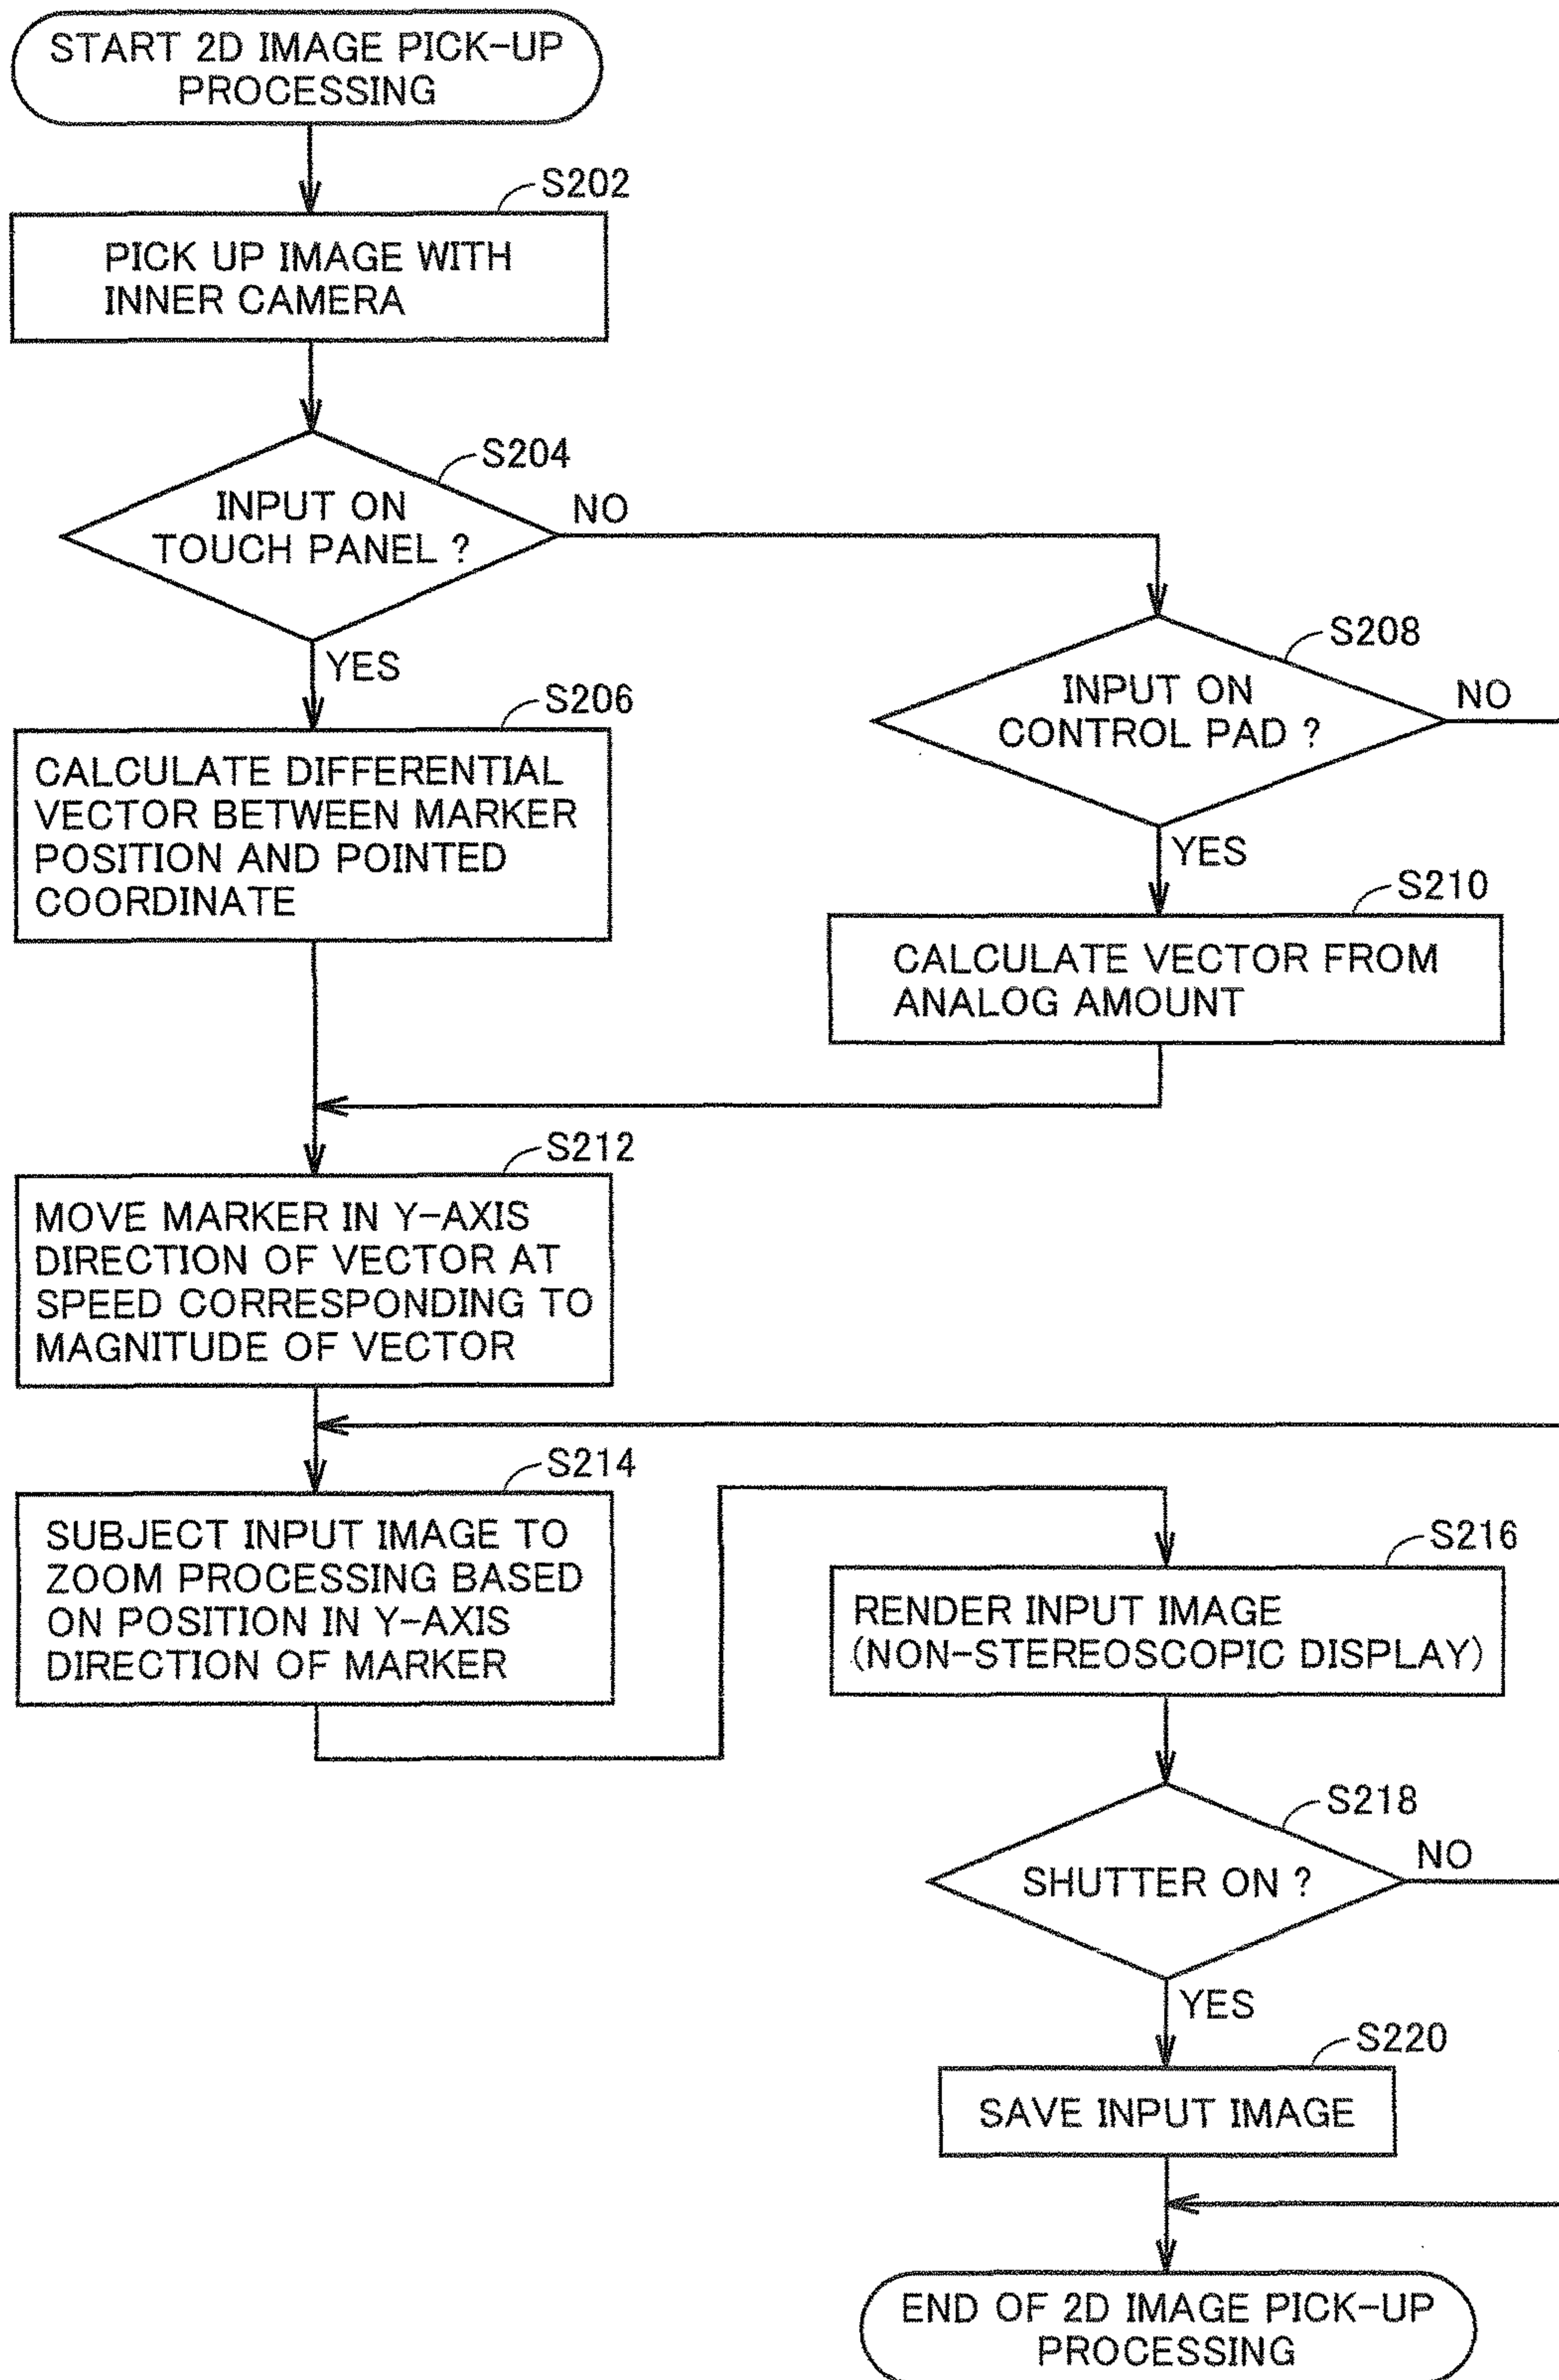 START 2D IMAGE PICK-UP
PROCESSING
S202
PICK UP IMAGE WITH
INNER CAMERA
S204
INPUT ON
TOUCH PANEL ?
NO
YES
S206
CALCULATE DIFFERENTIAL
VECTOR BETWEEN MARKER
POSITION AND POINTED
COORDINATE
S208
INPUT ON
CONTROL PAD ?
NO
YES
S210
CALCULATE VECTOR FROM
ANALOG AMOUNT
S212
MOVE MARKER IN Y-AXIS
DIRECTION OF VECTOR AT
SPEED CORRESPONDING TO
MAGNITUDE OF VECTOR
S214
SUBJECT INPUT IMAGE TO
ZOOM PROCESSING BASED
ON POSITION IN Y-AXIS
DIRECTION OF MARKER
S216
RENDER INPUT IMAGE
(NON-STEREOSCOPIC DISPLAY)
S218
SHUTTER ON ?
NO
YES
S220
SAVE INPUT IMAGE
END OF 2D IMAGE PICK-UP
PROCESSING